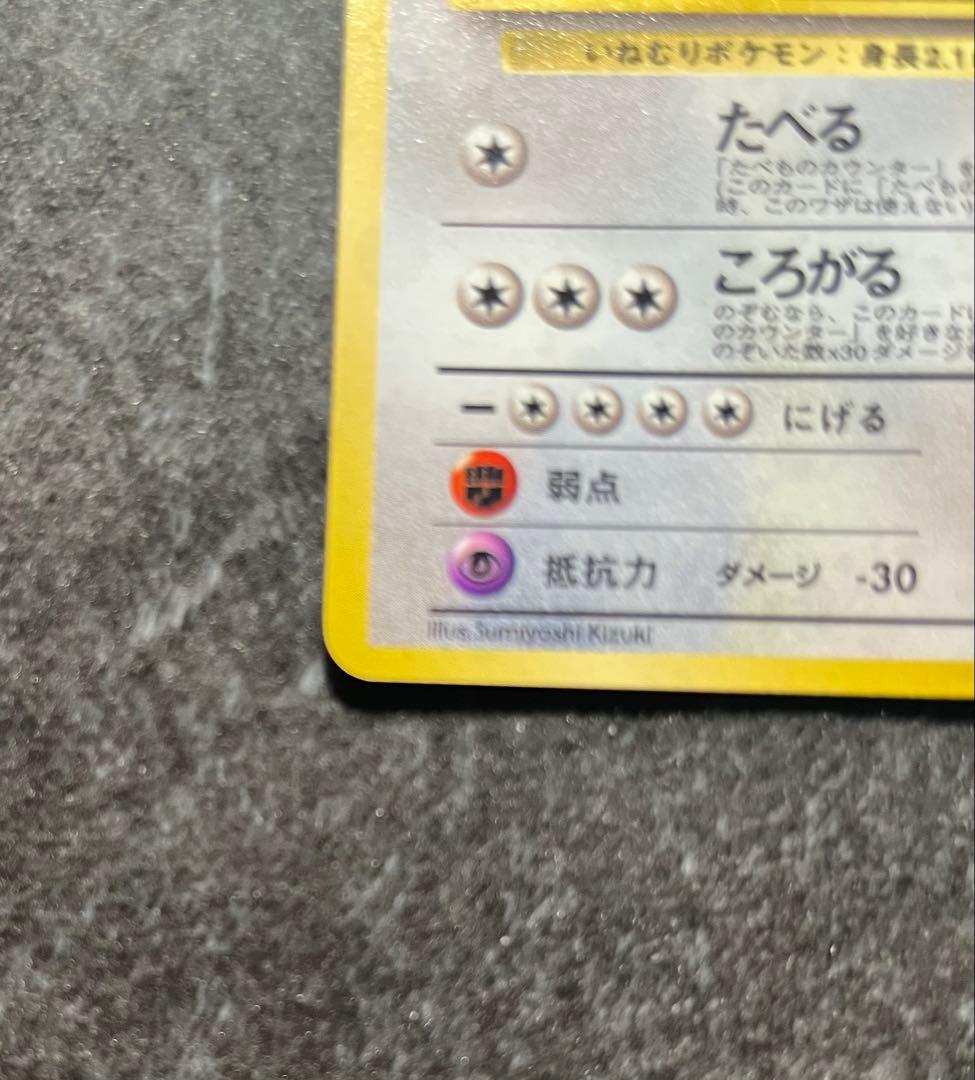 いねむりポケモン：身長2.1
たべる
「たべものカウンター」を
(このカードに「たべもの
時、このワザは使えない
ころがる
のぞむなら、このカードに
のカウンター」を好きな
のぞいた数x30ダメージ
ー にげる
弱点
抵抗力 ダメージ -30
Illus.Sumiyoshi Kizuki